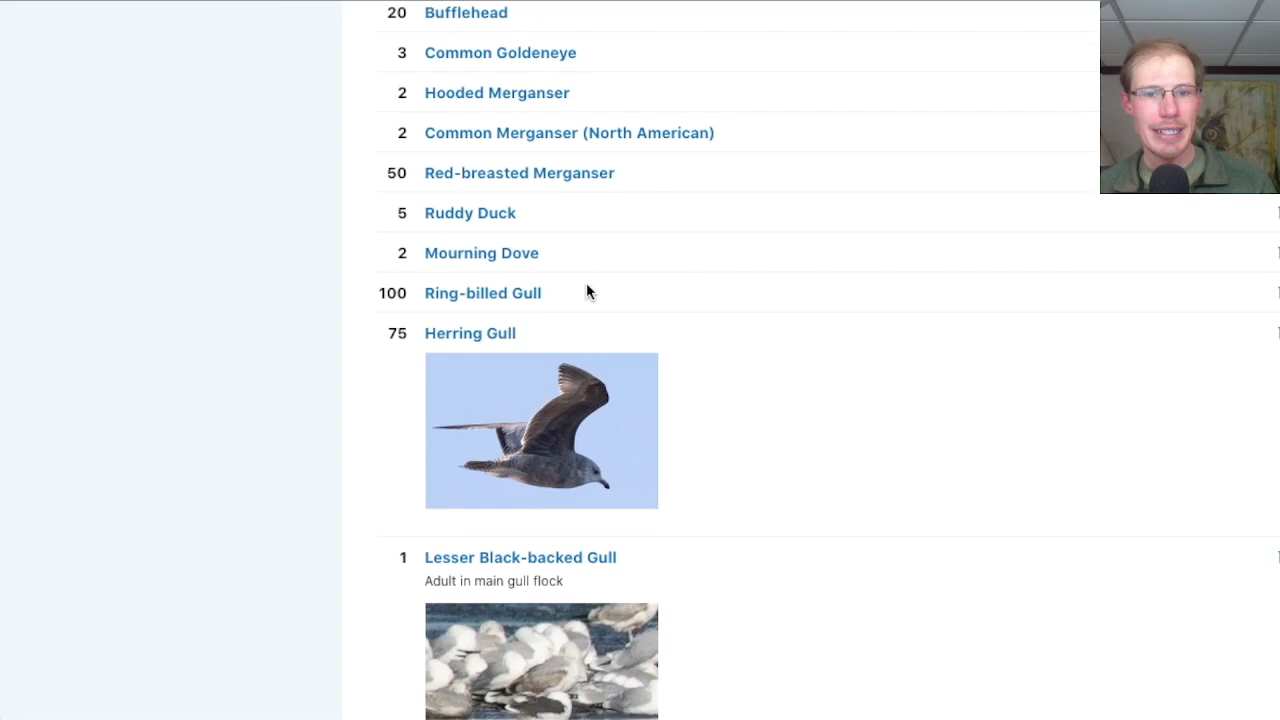 20 Bufflehead
3 Common Goldeneye
2 Hooded Merganser
2 Common Merganser (North American)
50 Red-breasted Merganser
5 Ruddy Duck
2 Mourning Dove
100 Ring-billed Gull
75 Herring Gull
1 Lesser Black-backed Gull
Adult in main gull flock